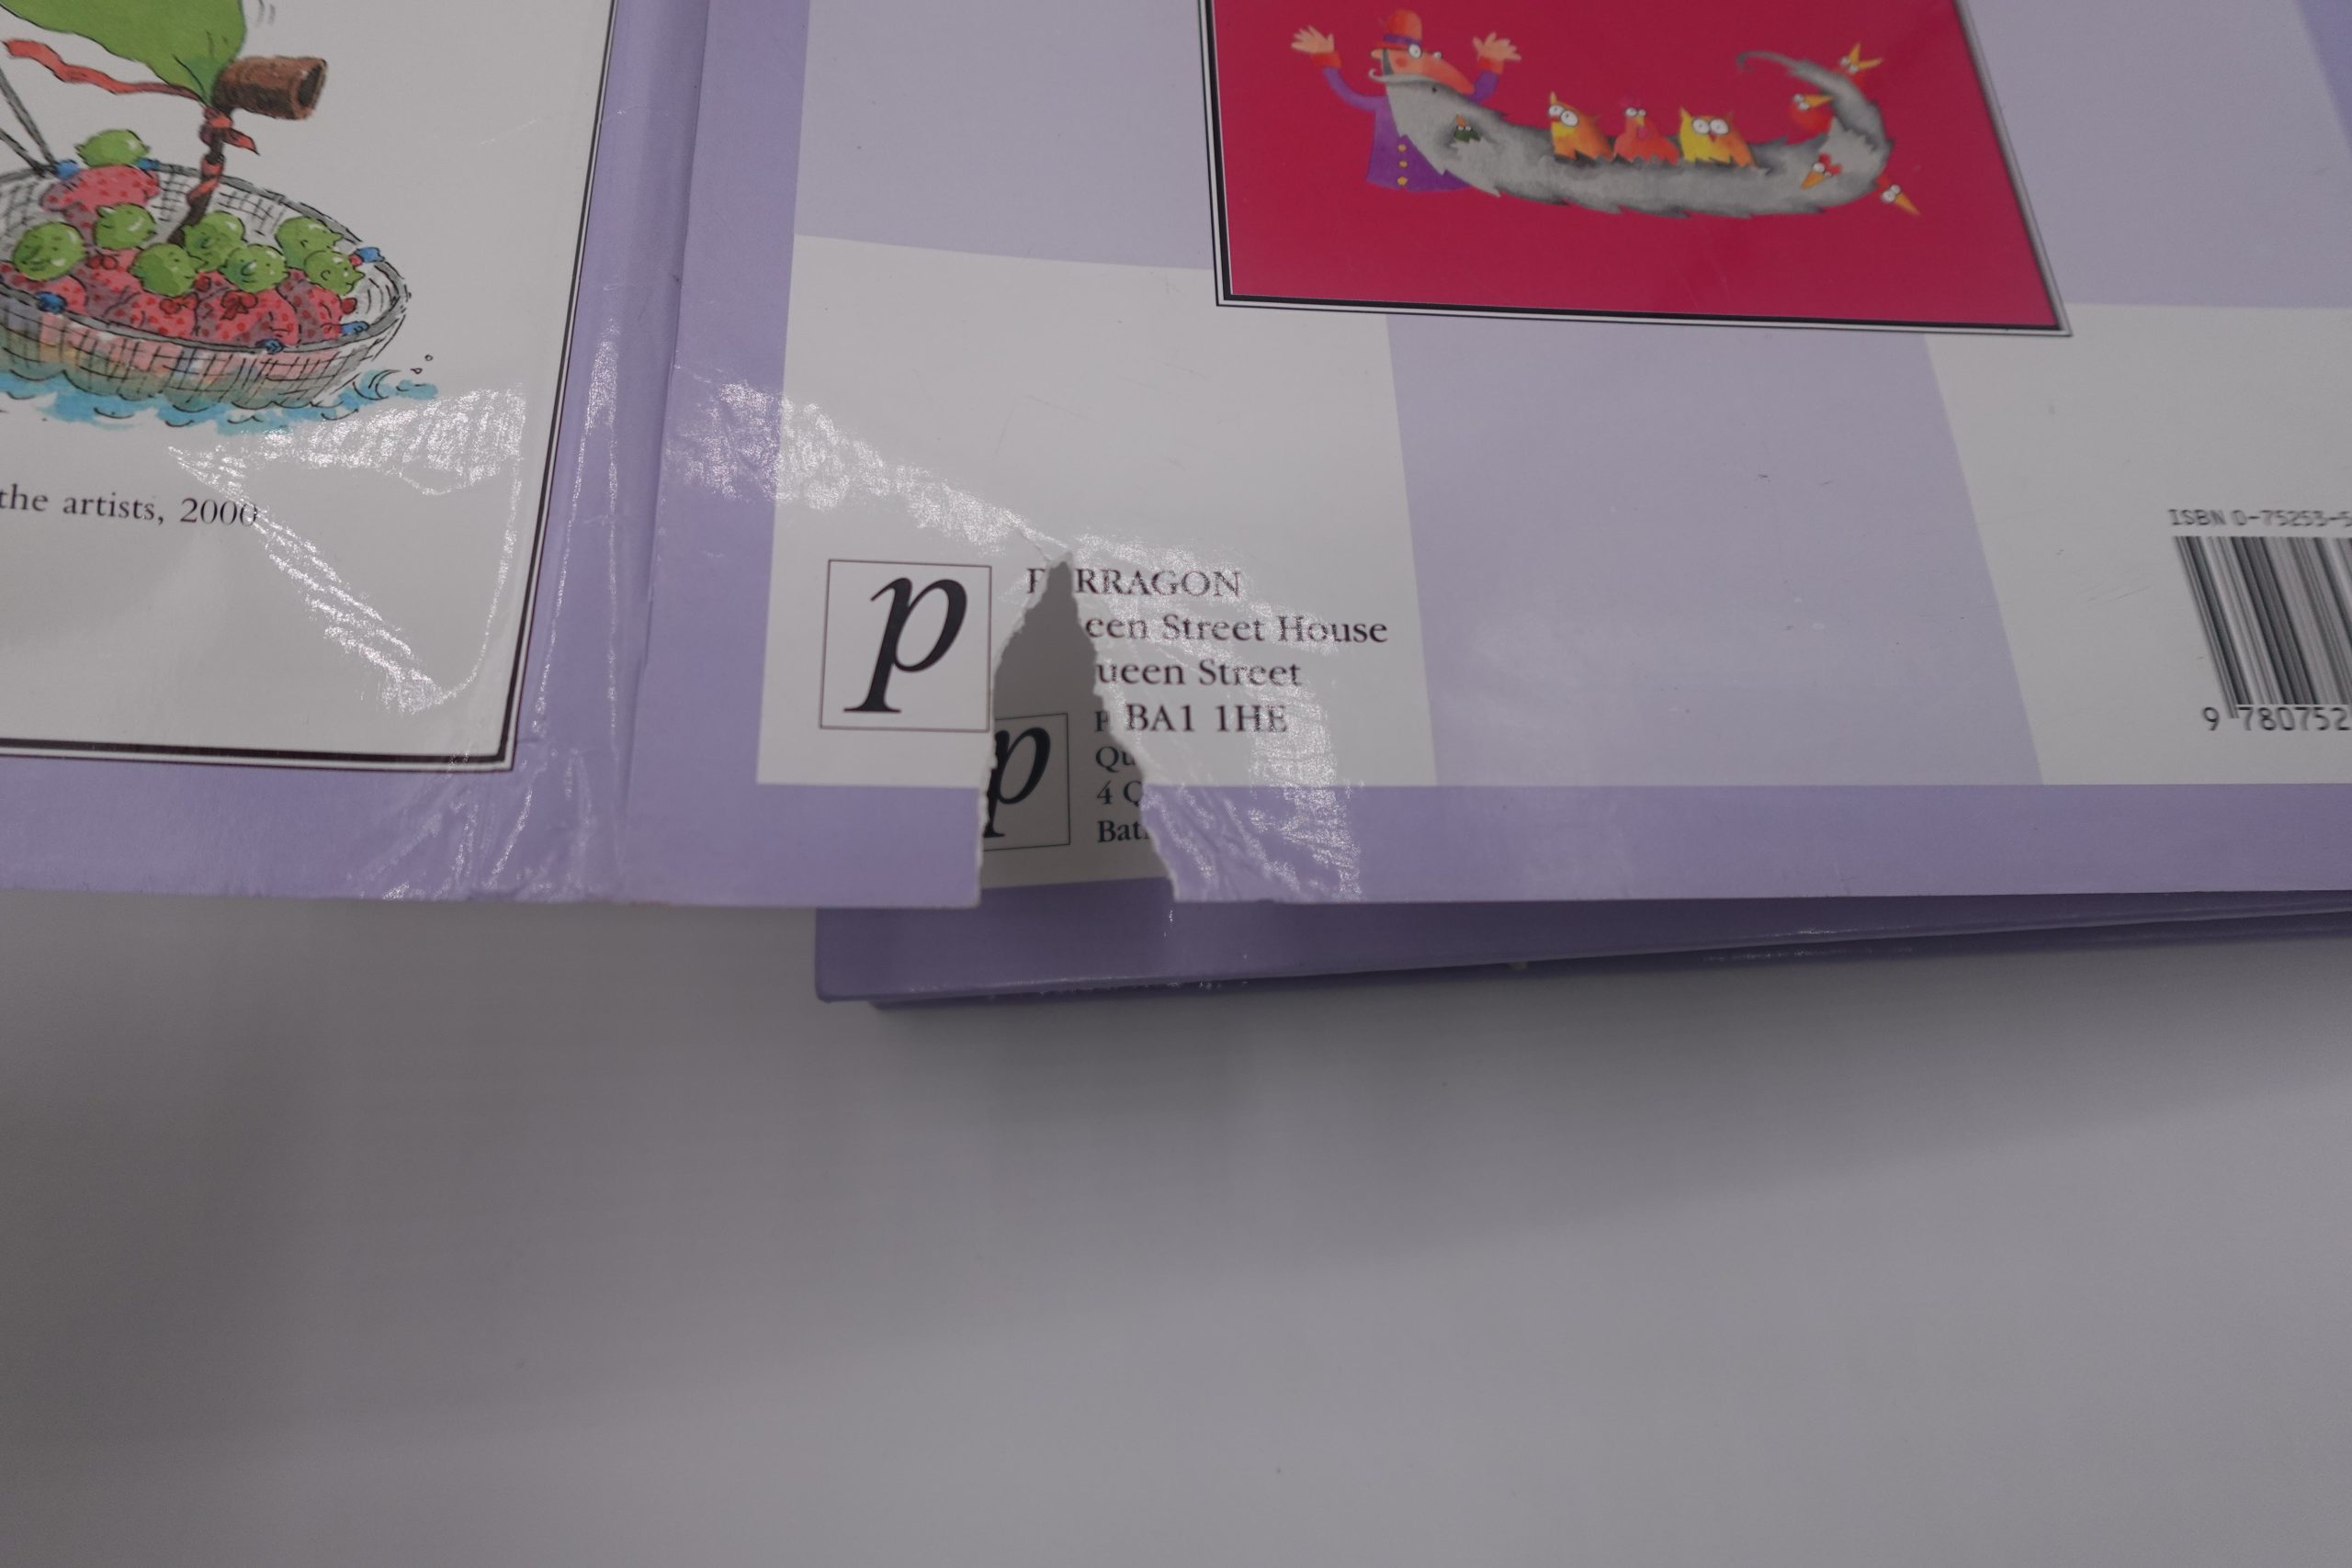 the artists, 2000
p
RRAGON
een Street House
ueen Street
BA1 1HE
p
Qu
4 Q
Bat
ISBN 0-75253-5
9 780752